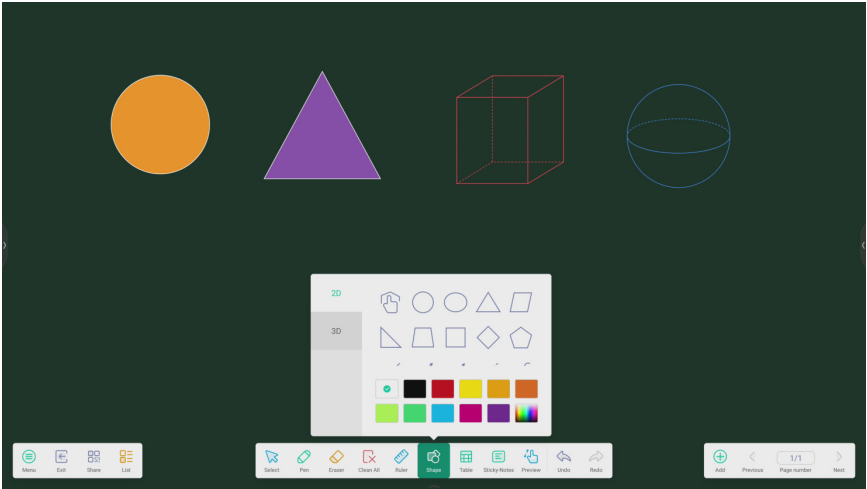 2D
3D
Menu
Exit
Share
List
Select
Pen
Eraser
Clean All
Ruler
Shape
Table
Sticky-Notes
Preview
Undo
Redo
Add
Previous
1/1
Page number
Next